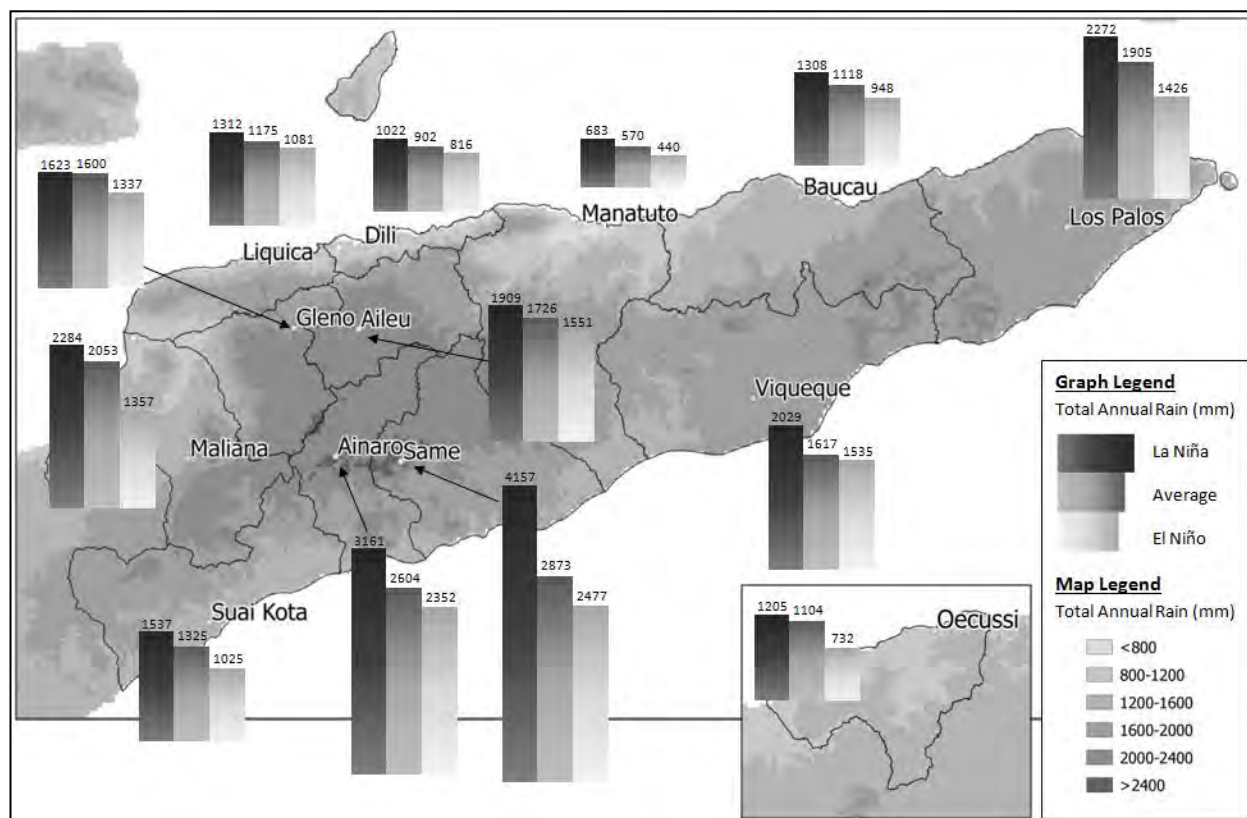 2272
1905
1426
1308
1118
948
1312
1175
1081
1022
902
816
683
570
440
1623
1600
1337
Baucau
Manatuto
Los Palos
Dili
Liquica
1909
1726
1551
Gleno
Aileu
2284
2053
1357
Viqueque
2029
1617
1535
Maliana
Ainaro
Same
4157
2873
2477
3161
2604
2352
Suai Kota
1537
1325
1025
Oecussi
1205
1104
732
Graph Legend
Total Annual Rain (mm)
La Niña
Average
El Niño
Map Legend
Total Annual Rain (mm)
<800
800-1200
1200-1600
1600-2000
2000-2400
>2400